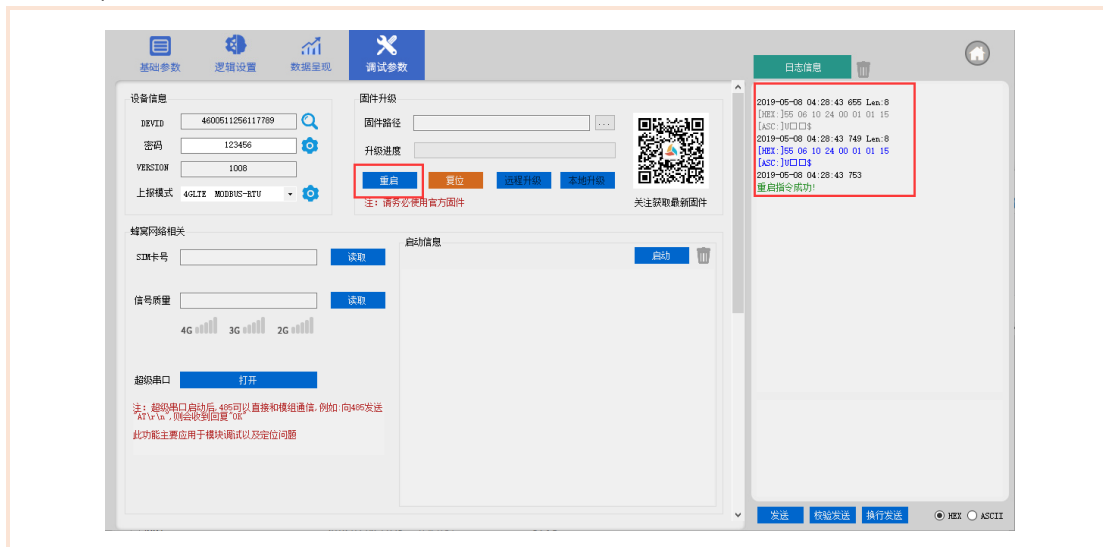 基础参数 逻辑设置 数据呈现 调试参数
日志信息
设备信息
DEVID 4600511256117789
密码 123456
VERSION 1008
上报模式 4GLTE MODBUS-RTU
固件升级
固件路径 ...
升级进度
重启 复位 远程升级 本地升级
注: 请务必使用官方固件
关注获取最新固件
蜂窝网络相关
SIM卡号 读取
信号质量 读取
4G 3G 2G
超级串口 打开
注: 超级串口启动后,485可以直接和模组通信,例如:向485发送
"AT\r\n",则会收到回复"OK"
此功能主要应用于模块调试以及定位问题
启动信息
启动
2019-05-08 04:28:43 655 Len:8
[HEX:]55 06 10 24 00 01 01 15
[ASC:]U□□$
2019-05-08 04:28:43 749 Len:8
[HEX:]55 06 10 24 00 01 01 15
[ASC:]U□□$
2019-05-08 04:28:43 753
重启指令成功!
发送 校验发送 换行发送 HEX ASCII